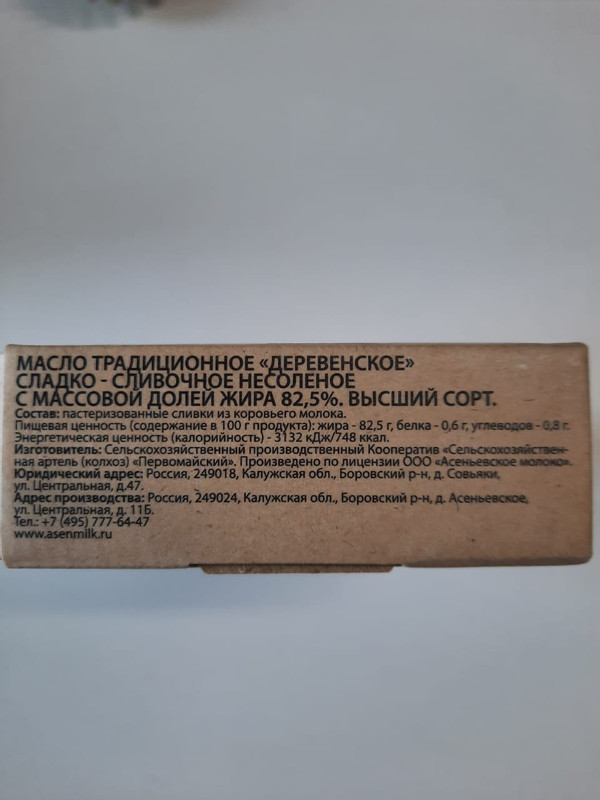 МАСЛО ТРАДИЦИОННОЕ «ДЕРЕВЕНСКОЕ»
СЛАДКО - СЛИВОЧНОЕ НЕСОЛЕНОЕ
С МАССОВОЙ ДОЛЕЙ ЖИРА 82,5%. ВЫСШИЙ СОРТ.
Состав: пастеризованные сливки из коровьего молока.
Пищевая ценность (содержание в 100 г продукта): жира - 82,5 г, белка - 0,6 г, углеводов - 0,8 г.
Энергетическая ценность (калорийность) - 3132 кДж/748 ккал.
Изготовитель: Сельскохозяйственный производственный Кооператив «Сельскохозяйствен-
ная артель (колхоз) «Первомайский». Произведено по лицензии ООО «Асеньевское молоко».
Юридический адрес: Россия, 249018, Калужская обл., Боровский р-н, д. Совьяки,
ул. Центральная, д.47.
Адрес производства: Россия, 249024, Калужская обл., Боровский р-н, д. Асеньевское,
ул. Центральная, д. 11Б.
Тел.: +7 (495) 777-64-47
www.asenmilk.ru